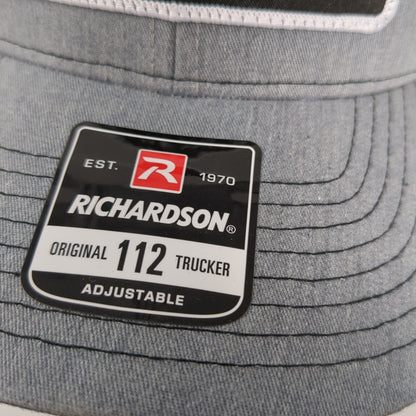 EST. R 1970
RICHARDSON®
ORIGINAL 112 TRUCKER
ADJUSTABLE